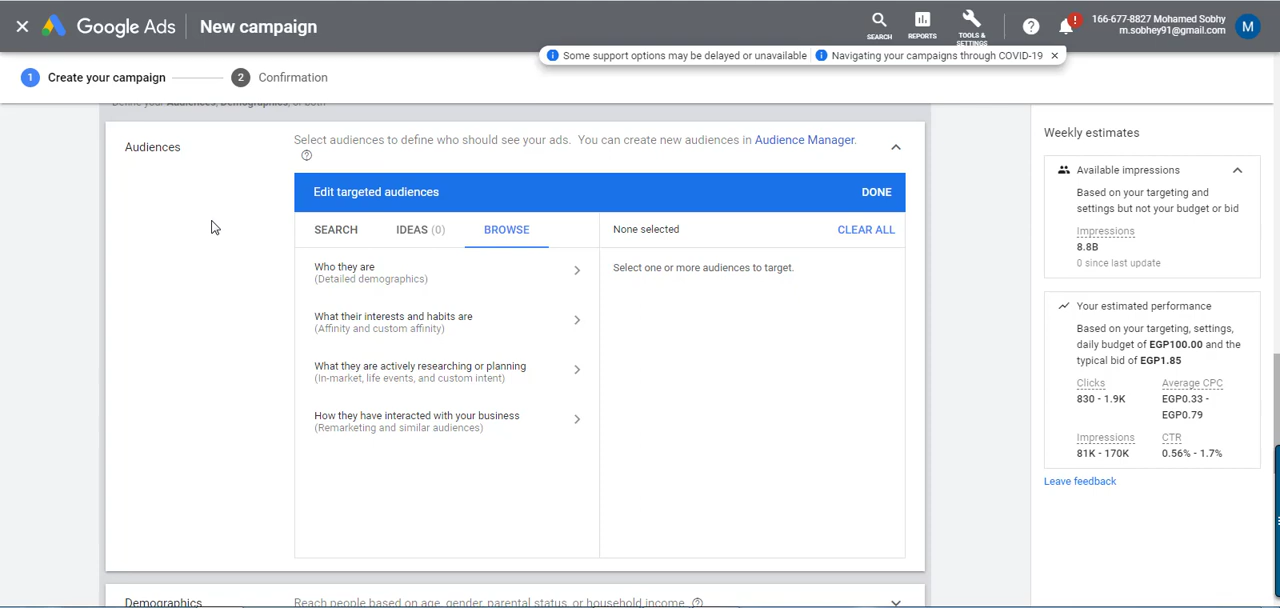 Google Ads
New campaign
SEARCH
REPORTS
TOOLS &
SETTINGS
166-677-8827 Mohamed Sobhy
m.sobhey91@gmail.com
M
Some support options may be delayed or unavailable
Navigating your campaigns through COVID-19
1 Create your campaign
2 Confirmation
Define your Audiences, Demographics, or both
Audiences
Select audiences to define who should see your ads. You can create new audiences in Audience Manager.
Edit targeted audiences
DONE
SEARCH
IDEAS (0)
BROWSE
None selected
CLEAR ALL
Who they are
(Detailed demographics)
Select one or more audiences to target.
What their interests and habits are
(Affinity and custom affinity)
What they are actively researching or planning
(In-market, life events, and custom intent)
How they have interacted with your business
(Remarketing and similar audiences)
Demographics
Reach people based on age, gender, parental status, or household income.
Weekly estimates
Available impressions
Based on your targeting and
settings but not your budget or bid
Impressions
8.8B
0 since last update
Your estimated performance
Based on your targeting, settings,
daily budget of EGP100.00 and the
typical bid of EGP1.85
Clicks
830 - 1.9K
Average CPC
EGP0.33 -
EGP0.79
Impressions
81K - 170K
CTR
0.56% - 1.7%
Leave feedback